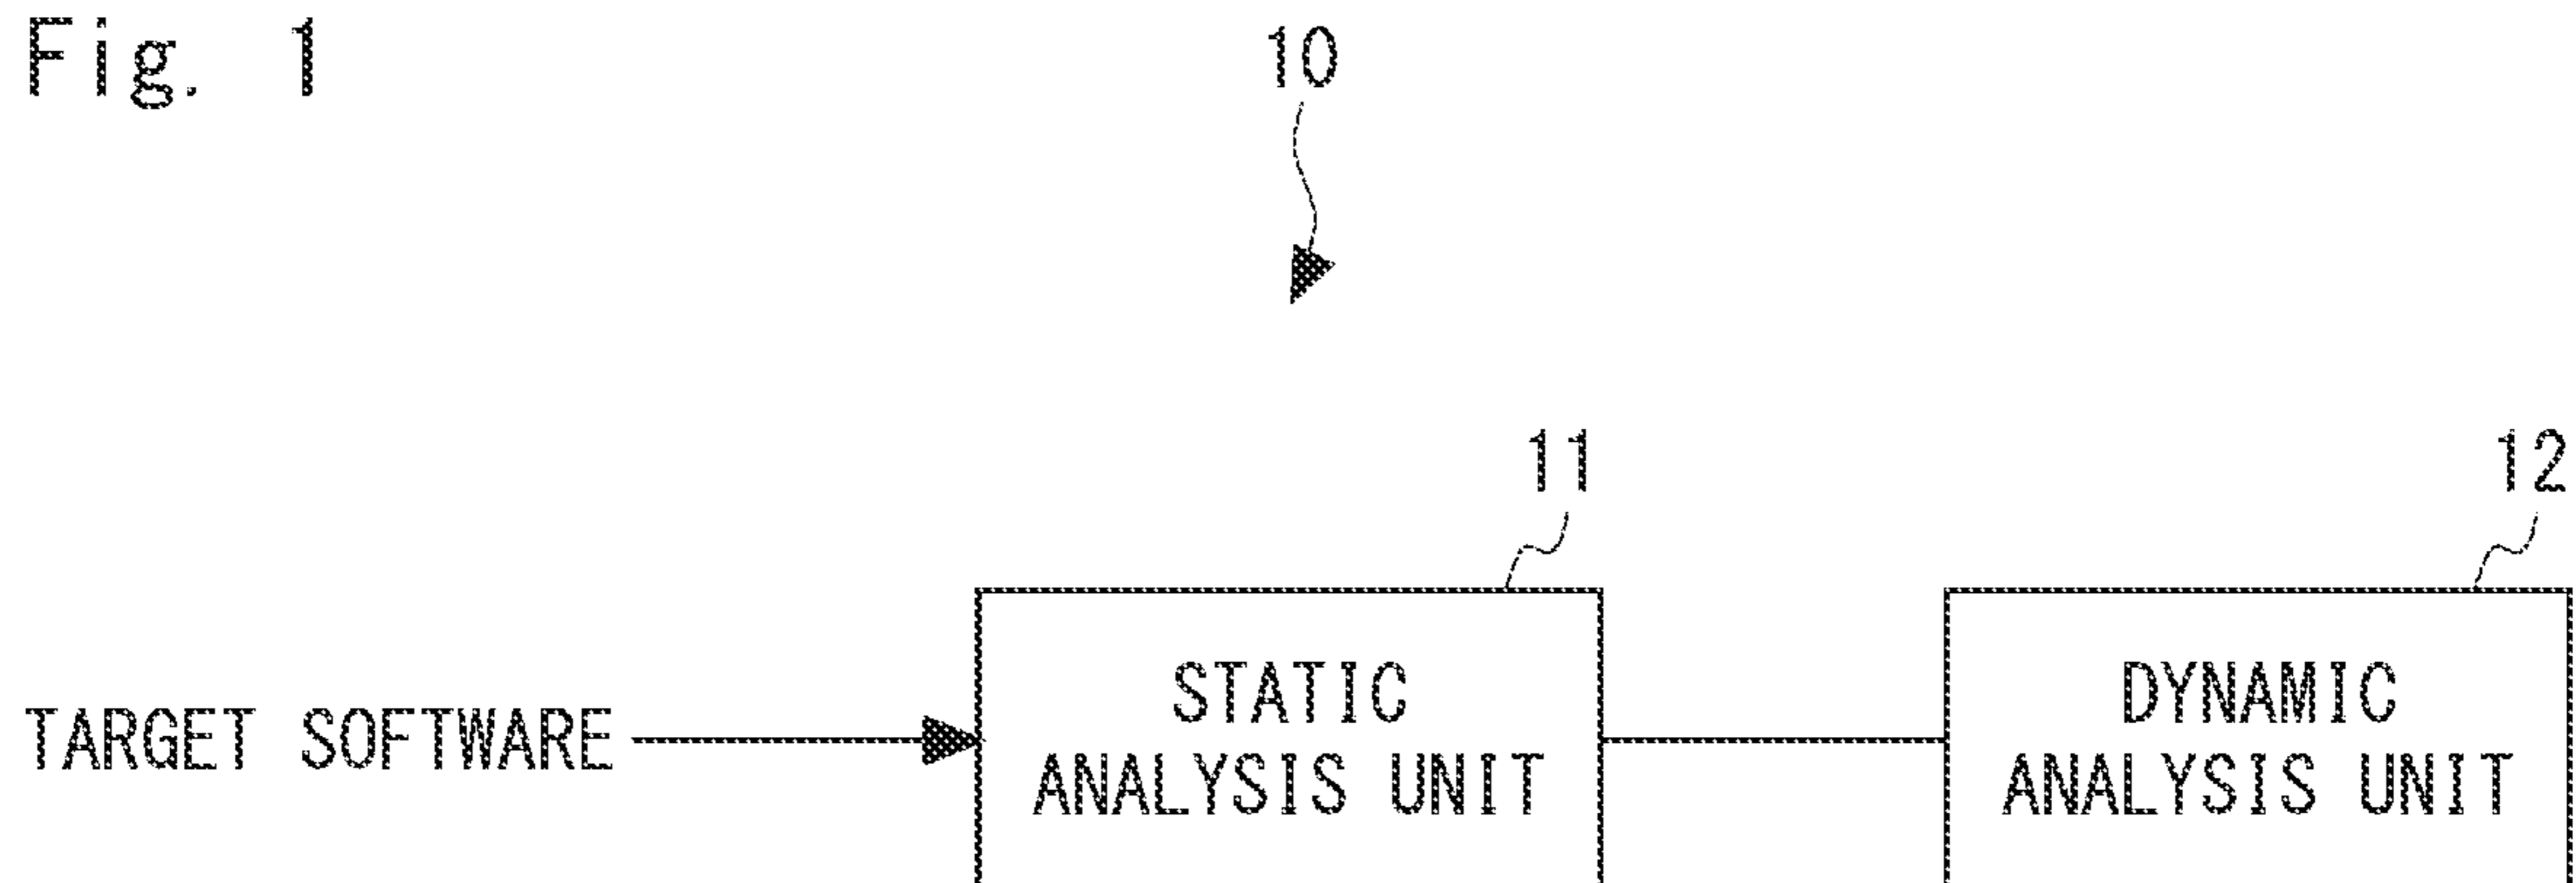 Fig. 1
10
11
12
TARGET SOFTWARE
STATIC
ANALYSIS UNIT
DYNAMIC
ANALYSIS UNIT